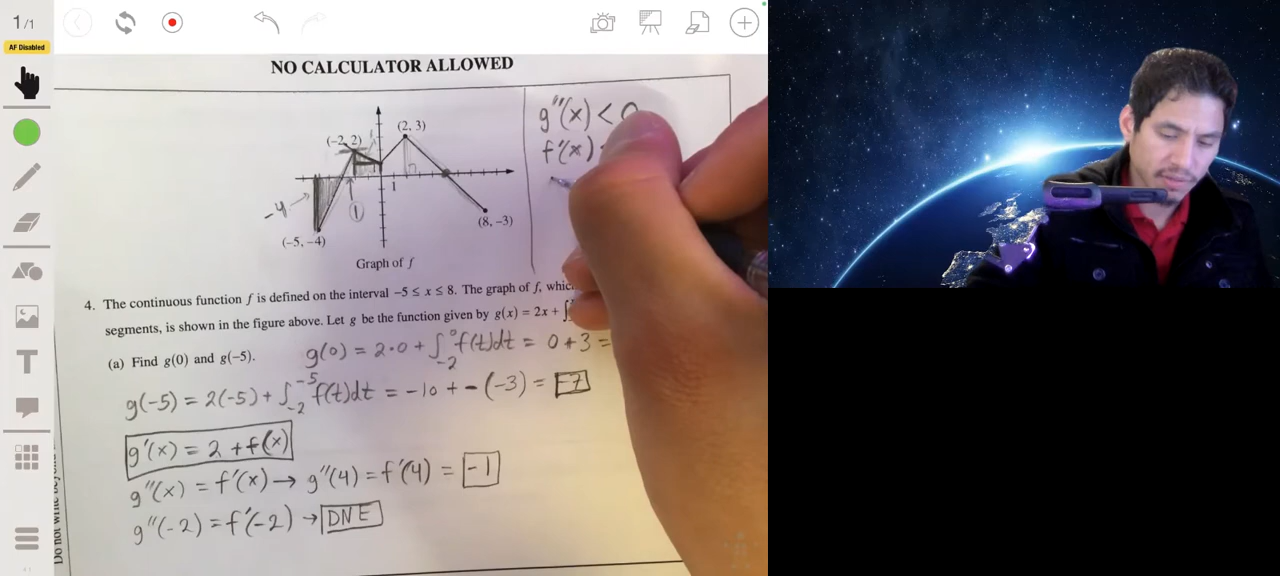 1/1
AF Disabled
NO CALCULATOR ALLOWED
g''(x) < 0
f'(x)
(-2, 2)
(2, 3)
1
-4
1
(8, -3)
(-5, -4)
Graph of f
4. The continuous function f is defined on the interval -5 ≤ x ≤ 8. The graph of f,
segments, is shown in the figure above. Let g be the function given by g(x) = 2x + ∫
(a) Find g(0) and g(-5).
g(0) = 2·0 + ∫_{-2}^{0} f(t)dt = 0 + 3 =
g(-5) = 2(-5) + ∫_{-2}^{-5} f(t)dt = -10 + -(-3) = -7
g'(x) = 2 + f(x)
g''(x) = f'(x) → g''(4) = f'(4) = -1
g''(-2) = f'(-2) → DNE
Do not write